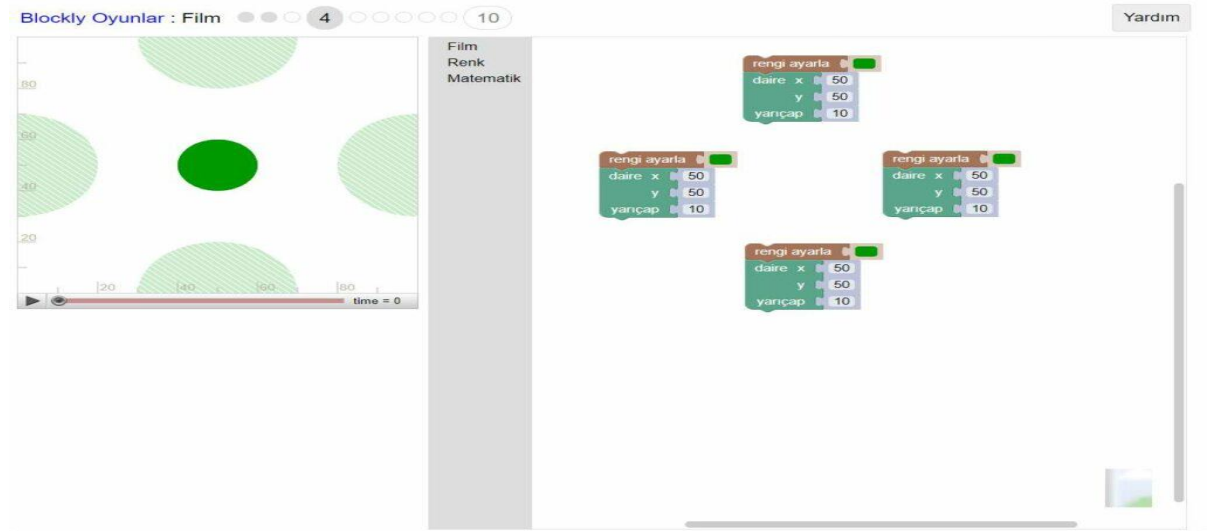 Blockly Oyunlar : Film 4 10 Yardım
Film
Renk
Matematik
80
60
40
20
20 40 60 80
time = 0
rengi ayarla
daire x 50
y 50
yarıçap 10
rengi ayarla
daire x 50
y 50
yarıçap 10
rengi ayarla
daire x 50
y 50
yarıçap 10
rengi ayarla
daire x 50
y 50
yarıçap 10